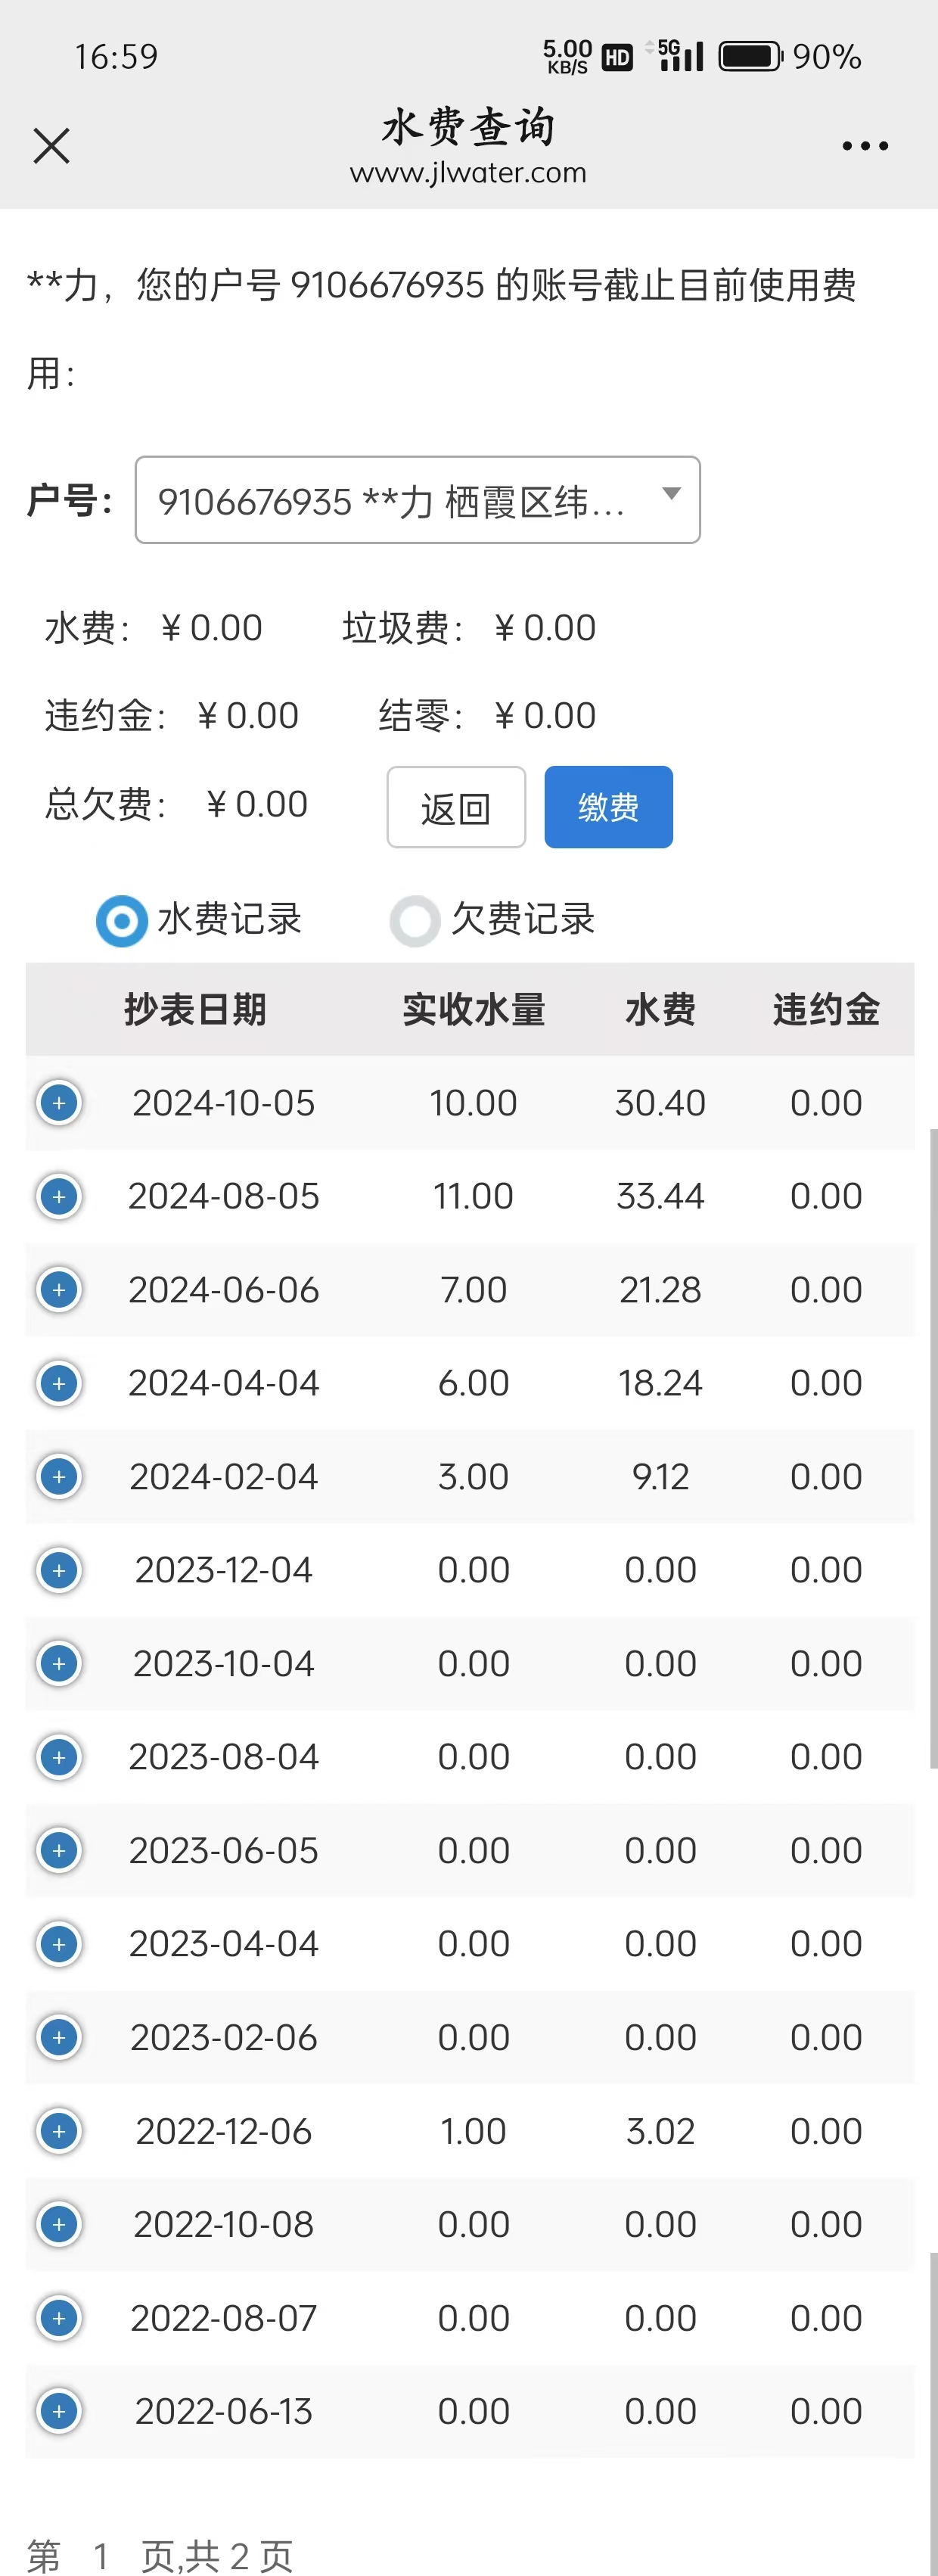 16:59 5.00 KB/S HD 5G 90%
水费查询
www.jlwater.com
**力，您的户号 9106676935 的账号截止目前使用费
用：
户号： 9106676935 **力 栖霞区纬...
水费： ￥0.00 垃圾费： ￥0.00
违约金： ￥0.00 结零： ￥0.00
总欠费： ￥0.00 返回 缴费
水费记录 欠费记录
抄表日期 实收水量 水费 违约金
2024-10-05 10.00 30.40 0.00
2024-08-05 11.00 33.44 0.00
2024-06-06 7.00 21.28 0.00
2024-04-04 6.00 18.24 0.00
2024-02-04 3.00 9.12 0.00
2023-12-04 0.00 0.00 0.00
2023-10-04 0.00 0.00 0.00
2023-08-04 0.00 0.00 0.00
2023-06-05 0.00 0.00 0.00
2023-04-04 0.00 0.00 0.00
2023-02-06 0.00 0.00 0.00
2022-12-06 1.00 3.02 0.00
2022-10-08 0.00 0.00 0.00
2022-08-07 0.00 0.00 0.00
2022-06-13 0.00 0.00 0.00
第 1 页,共 2 页